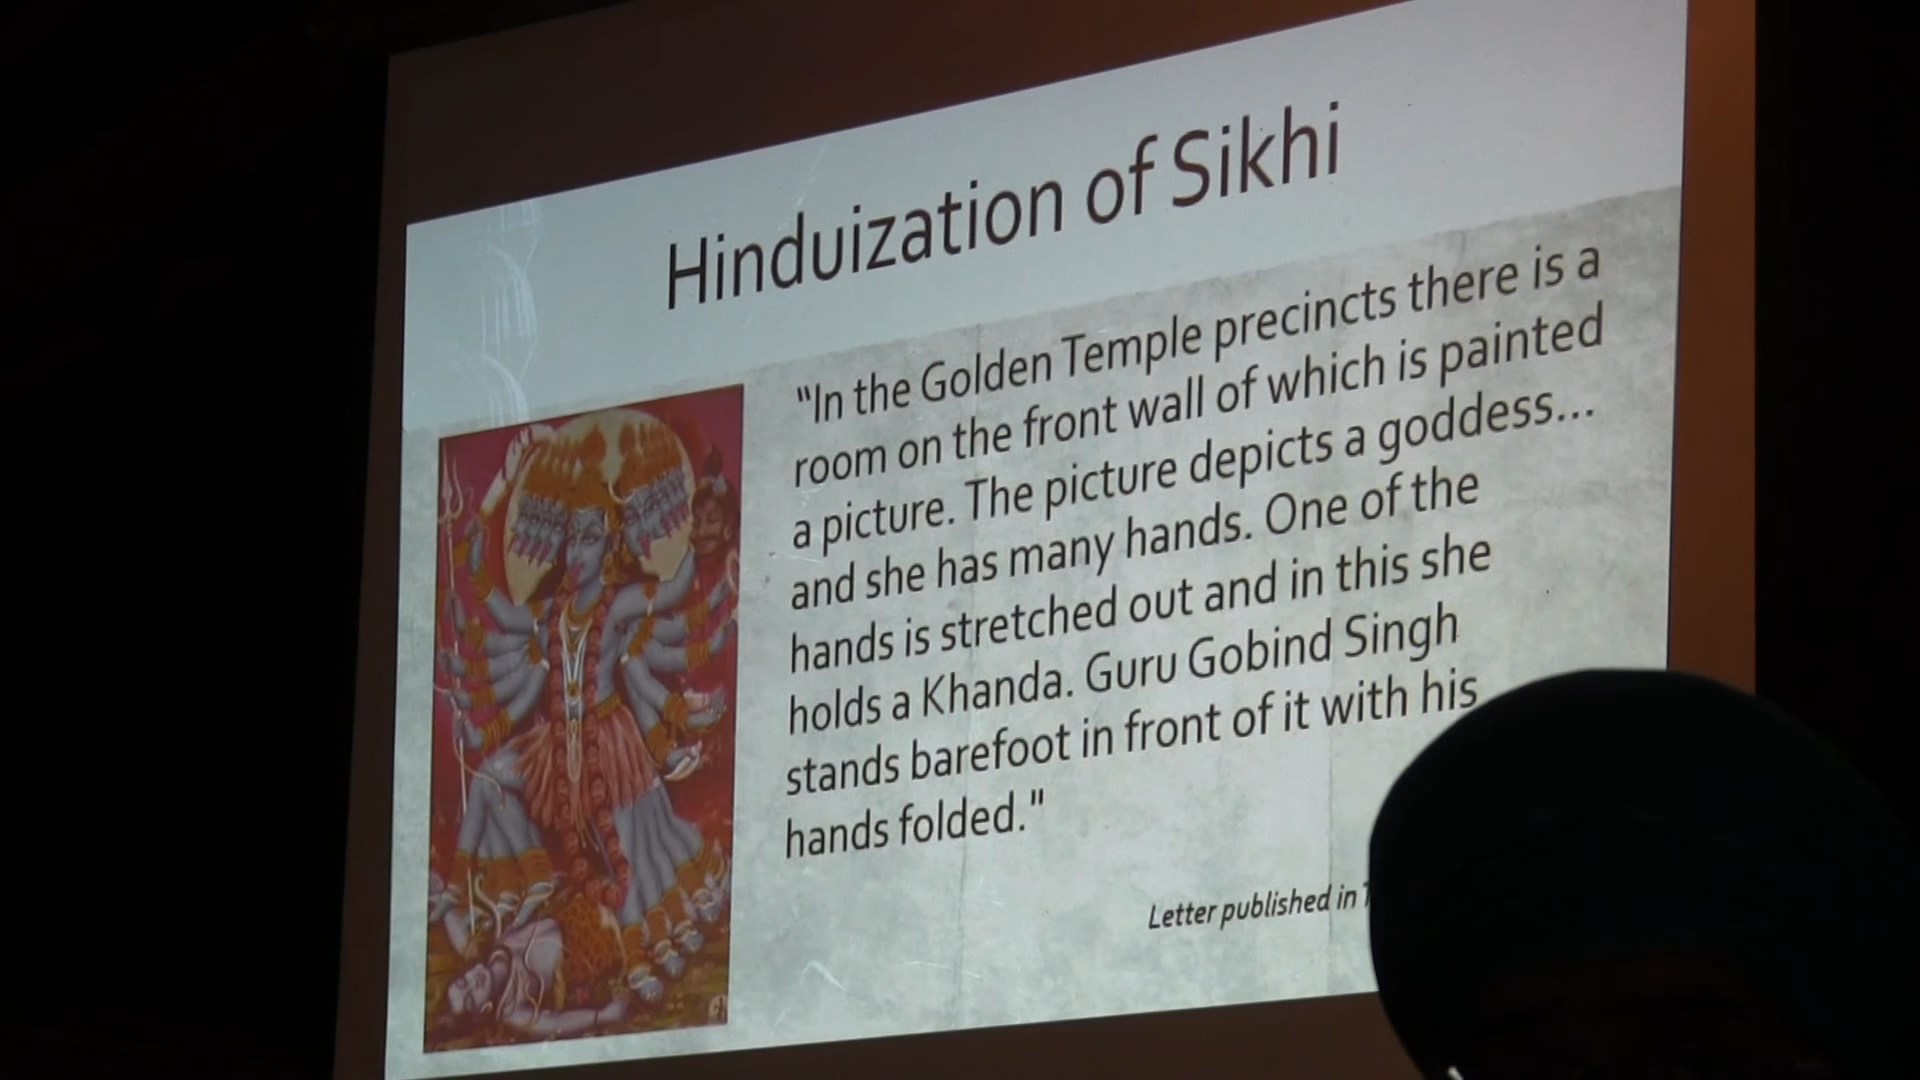 Hinduization of Sikhi
"In the Golden Temple precincts there is a
room on the front wall of which is painted
a picture. The picture depicts a goddess...
and she has many hands. One of the
hands is stretched out and in this she
holds a Khanda. Guru Gobind Singh
stands barefoot in front of it with his
hands folded."
Letter published in